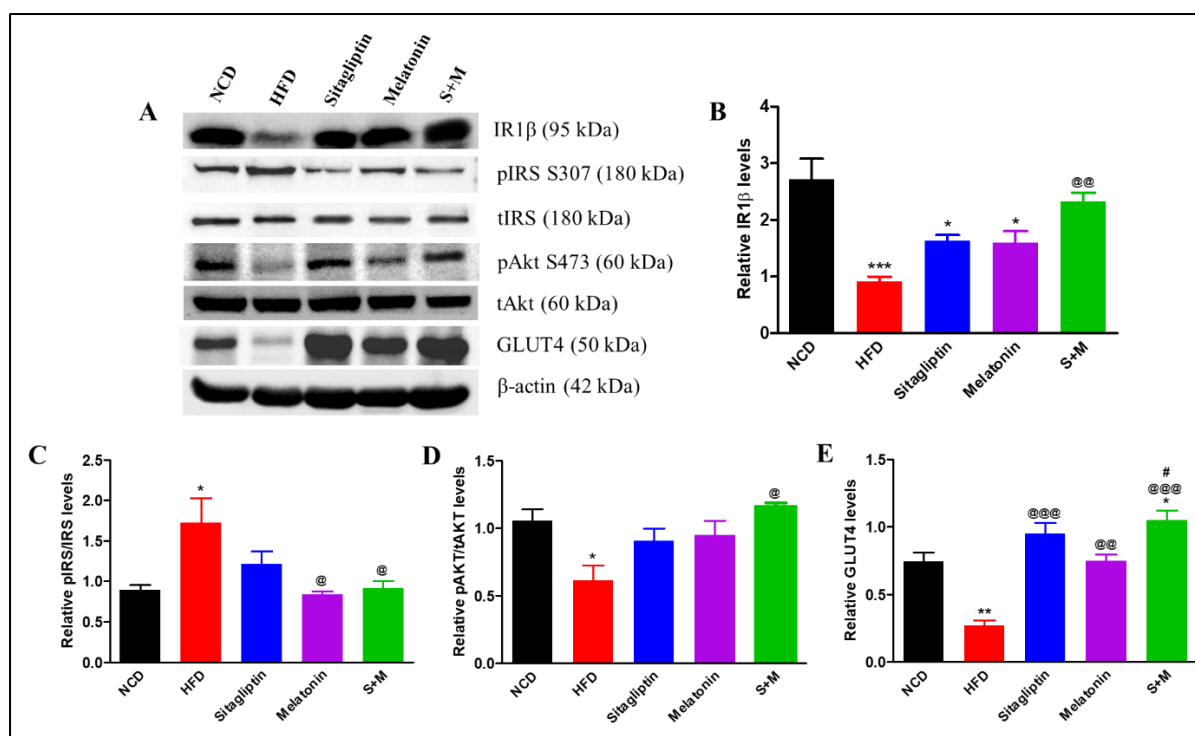 A
NCD
HFD
Sitagliptin
Melatonin
S+M
IR1β (95 kDa)
pIRS S307 (180 kDa)
tIRS (180 kDa)
pAkt S473 (60 kDa)
tAkt (60 kDa)
GLUT4 (50 kDa)
β-actin (42 kDa)
B
Relative IR1β levels
4
3
2
1
0
***
*
*
@@
NCD
HFD
Sitagliptin
Melatonin
S+M
C
Relative pIRS/IRS levels
2.5
2.0
1.5
1.0
0.5
0.0
*
@
@
NCD
HFD
Sitagliptin
Melatonin
S+M
D
Relative pAKT/tAKT levels
1.5
1.0
0.5
0.0
*
@
NCD
HFD
Sitagliptin
Melatonin
S+M
E
Relative GLUT4 levels
1.5
1.0
0.5
0.0
**
@@@
@@
#
@@@
*
NCD
HFD
Sitagliptin
Melatonin
S+M